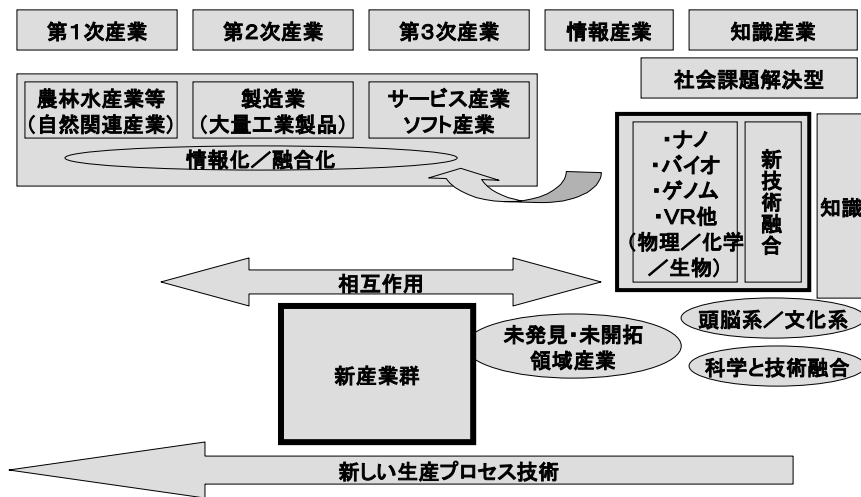 第1次産業
第2次産業
第3次産業
情報産業
知識産業
社会課題解決型
農林水産業等
(自然関連産業)
製造業
(大量工業製品)
サービス産業
ソフト産業
情報化／融合化
・ナノ
・バイオ
・ゲノム
・VR他
(物理／化学
／生物)
新技術融合
知識
相互作用
頭脳系／文化系
未発見・未開拓
領域産業
科学と技術融合
新産業群
新しい生産プロセス技術